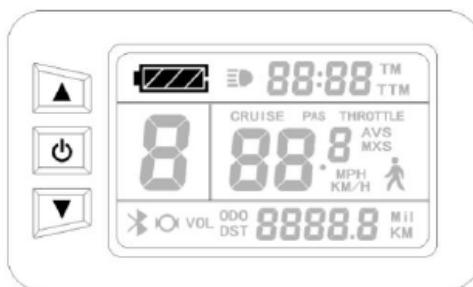 88:88 TM
TTM
CRUISE PAS THROTTLE
8 88.8 AVS
MXS
MPH
KM/H
VOL ODO 8888.8 Mil
DST KM